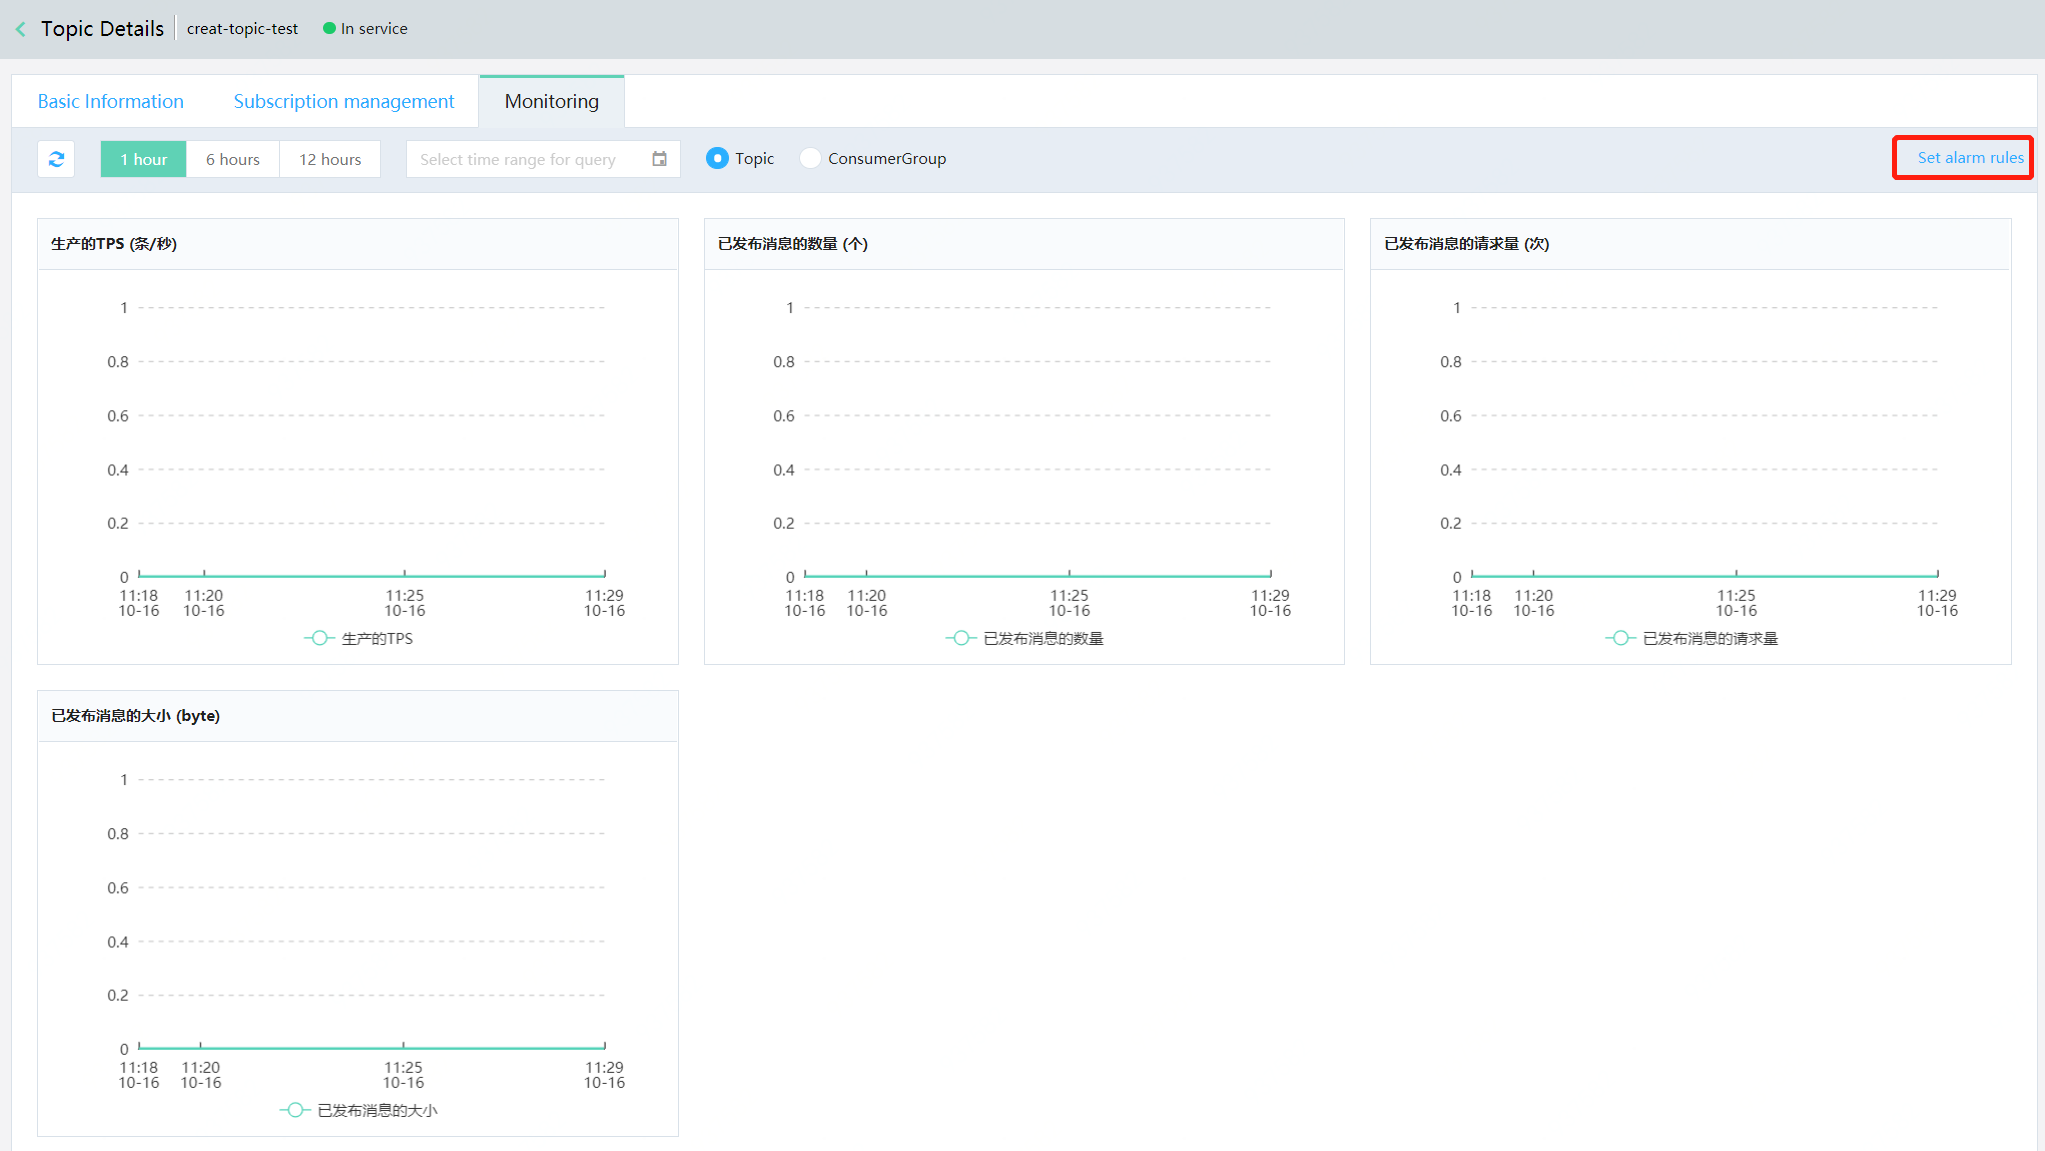 Topic Details creat-topic-test In service
Basic Information Subscription management Monitoring
1 hour 6 hours 12 hours Select time range for query Topic ConsumerGroup Set alarm rules
生产的TPS (条/秒)
1
0.8
0.6
0.4
0.2
0
11:18 11:20 11:25 11:29
10-16 10-16 10-16 10-16
生产的TPS
已发布消息的数量 (个)
1
0.8
0.6
0.4
0.2
0
11:18 11:20 11:25 11:29
10-16 10-16 10-16 10-16
已发布消息的数量
已发布消息的请求量 (次)
1
0.8
0.6
0.4
0.2
0
11:18 11:20 11:25 11:29
10-16 10-16 10-16 10-16
已发布消息的请求量
已发布消息的大小 (byte)
1
0.8
0.6
0.4
0.2
0
11:18 11:20 11:25 11:29
10-16 10-16 10-16 10-16
已发布消息的大小